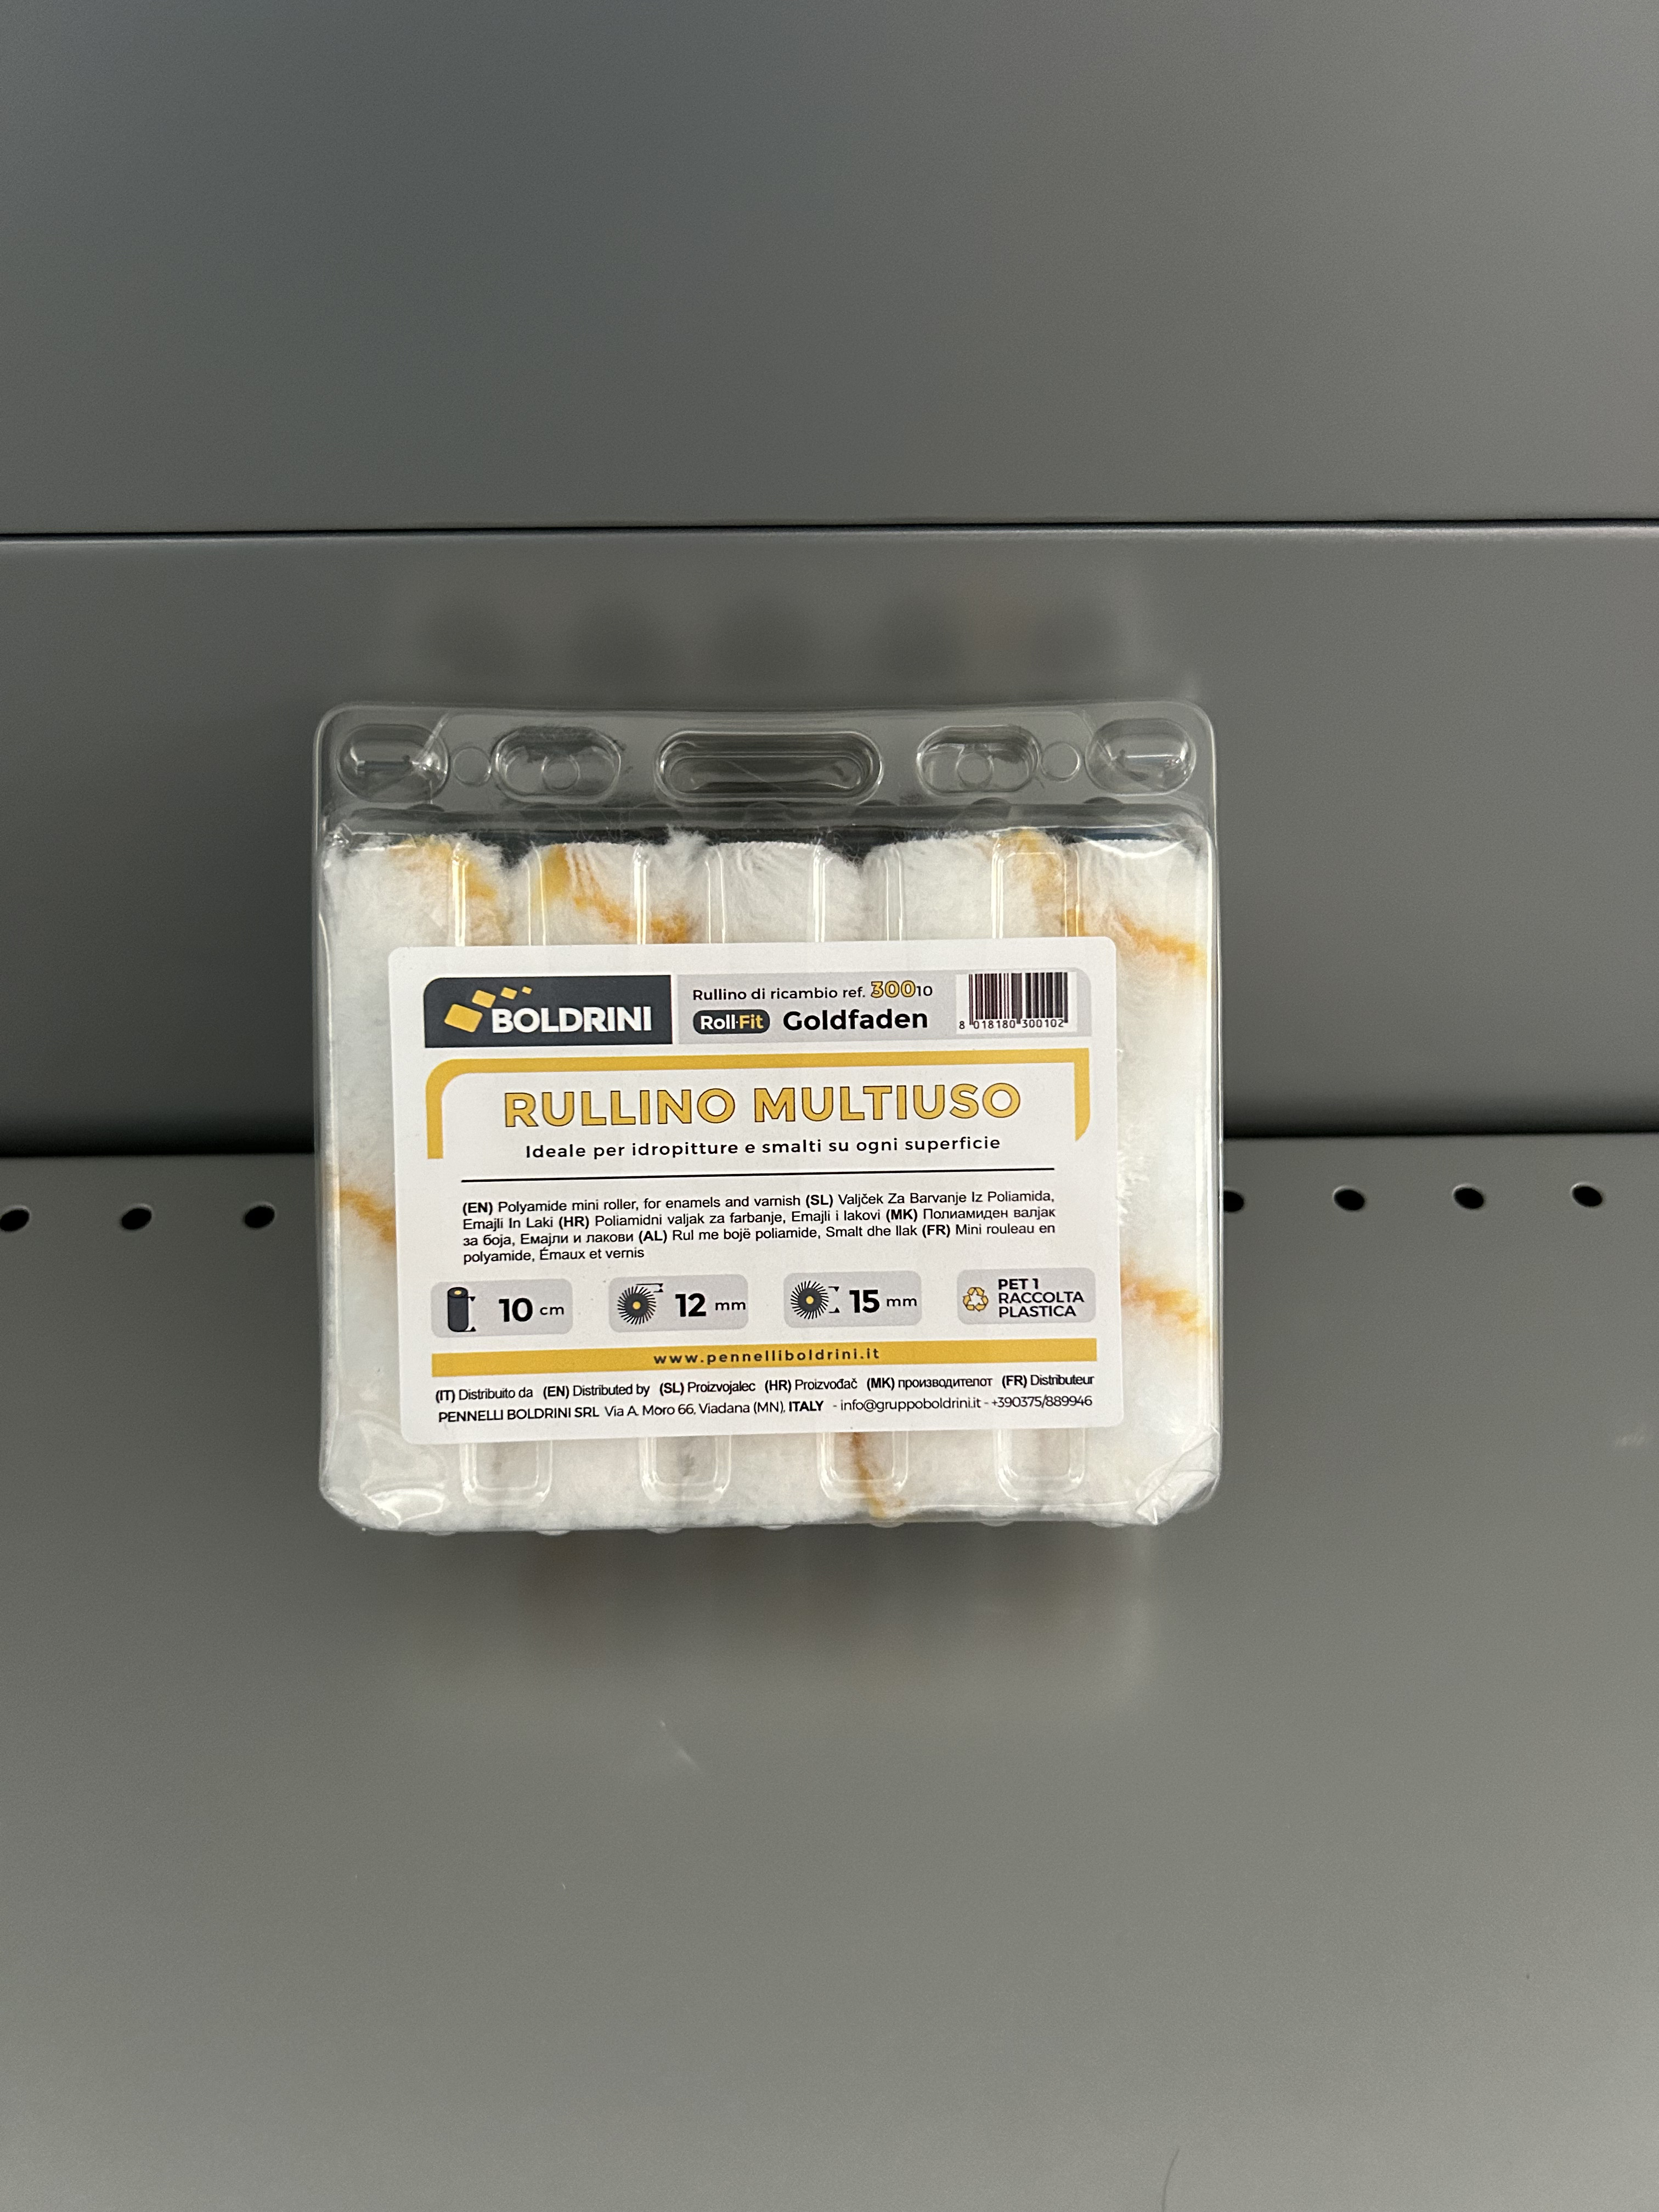 BOLDRINI
Rullino di ricambio ref. 30010
Roll·Fit Goldfaden
8 018180 300102
RULLINO MULTIUSO
Ideale per idropitture e smalti su ogni superficie
(EN) Polyamide mini roller, for enamels and varnish (SL) Valjček Za Barvanje Iz Poliamida,
Emajli In Laki (HR) Poliamidni valjak za farbanje, Emajli i lakovi (MK) Полиамиден валјак
за боја, Емајли и лакови (AL) Rul me bojë poliamide, Smalt dhe llak (FR) Mini rouleau en
polyamide, Émaux et vernis
10 cm
12 mm
15 mm
PET 1
RACCOLTA
PLASTICA
www.pennelliboldrini.it
(IT) Distribuito da (EN) Distributed by (SL) Proizvojalec (HR) Proizvođač (MK) производителот (FR) Distributeur
PENNELLI BOLDRINI SRL Via A. Moro 66, Viadana (MN), ITALY - info@gruppoboldrini.it - +390375/889946